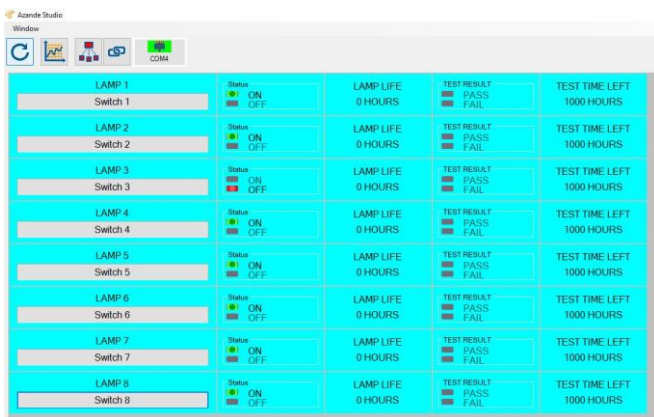 Azande Studio
Window
COM4
LAMP 1
Switch 1
Status
ON
OFF
LAMP LIFE
0 HOURS
TEST RESULT
PASS
FAIL
TEST TIME LEFT
1000 HOURS
LAMP 2
Switch 2
Status
ON
OFF
LAMP LIFE
0 HOURS
TEST RESULT
PASS
FAIL
TEST TIME LEFT
1000 HOURS
LAMP 3
Switch 3
Status
ON
OFF
LAMP LIFE
0 HOURS
TEST RESULT
PASS
FAIL
TEST TIME LEFT
1000 HOURS
LAMP 4
Switch 4
Status
ON
OFF
LAMP LIFE
0 HOURS
TEST RESULT
PASS
FAIL
TEST TIME LEFT
1000 HOURS
LAMP 5
Switch 5
Status
ON
OFF
LAMP LIFE
0 HOURS
TEST RESULT
PASS
FAIL
TEST TIME LEFT
1000 HOURS
LAMP 6
Switch 6
Status
ON
OFF
LAMP LIFE
0 HOURS
TEST RESULT
PASS
FAIL
TEST TIME LEFT
1000 HOURS
LAMP 7
Switch 7
Status
ON
OFF
LAMP LIFE
0 HOURS
TEST RESULT
PASS
FAIL
TEST TIME LEFT
1000 HOURS
LAMP 8
Switch 8
Status
ON
OFF
LAMP LIFE
0 HOURS
TEST RESULT
PASS
FAIL
TEST TIME LEFT
1000 HOURS